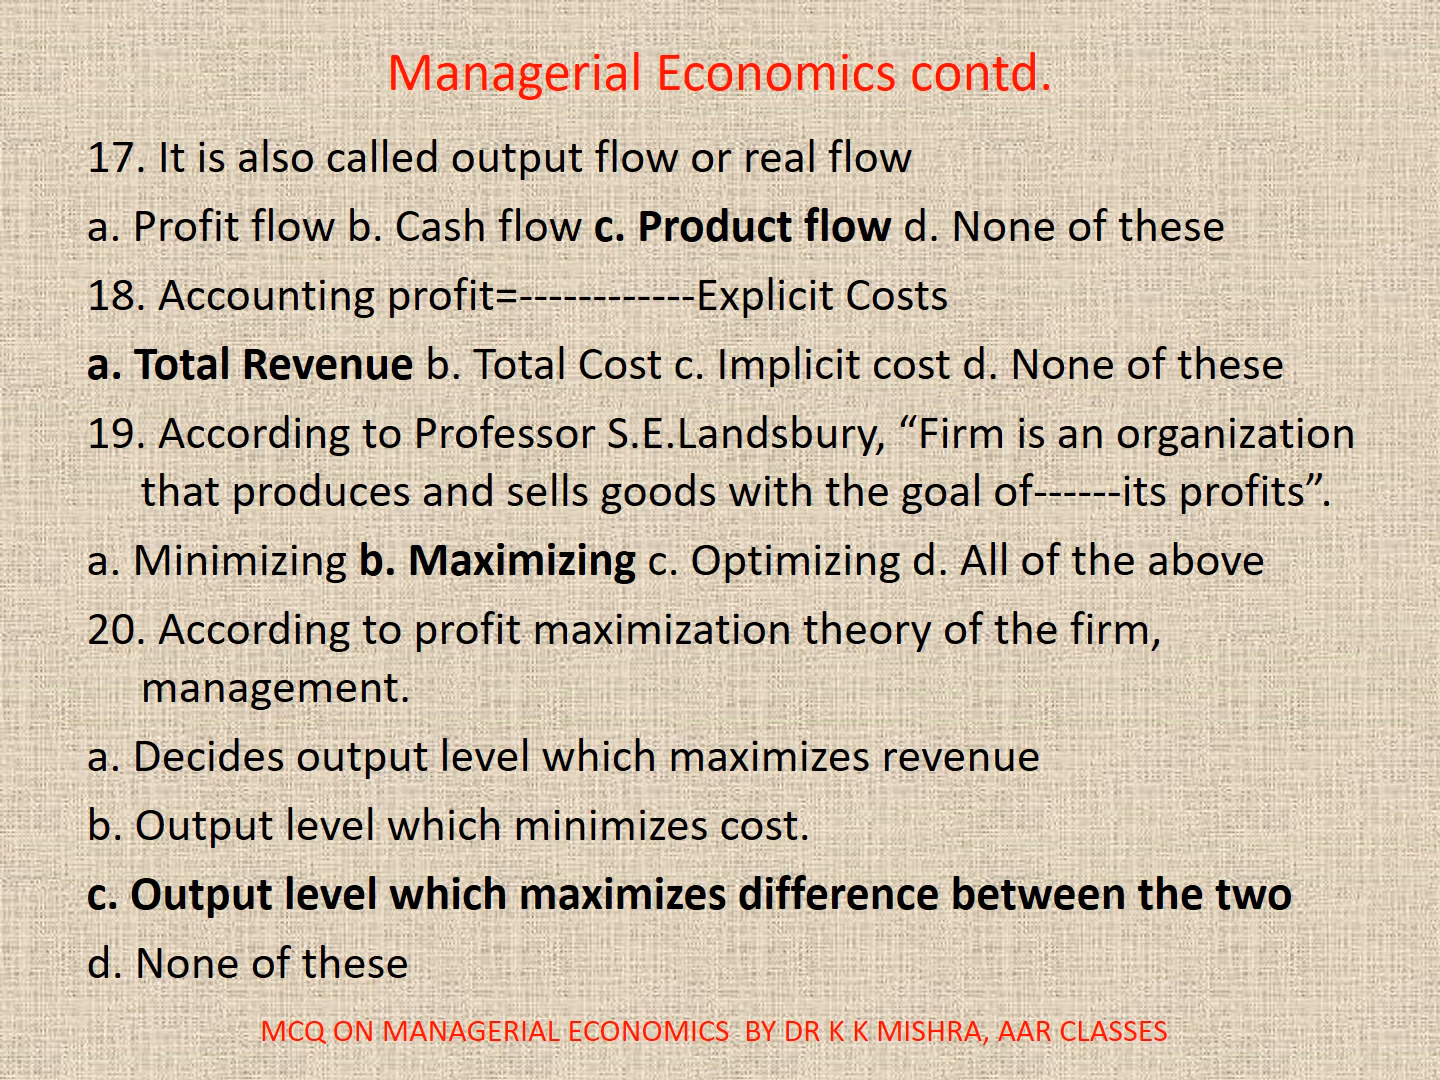 Managerial Economics contd.
17. It is also called output flow or real flow
a. Profit flow b. Cash flow c. Product flow d. None of these
18. Accounting profit=------------Explicit Costs
a. Total Revenue b. Total Cost c. Implicit cost d. None of these
19. According to Professor S.E.Landsbury, “Firm is an organization
that produces and sells goods with the goal of------its profits”.
a. Minimizing b. Maximizing c. Optimizing d. All of the above
20. According to profit maximization theory of the firm,
management.
a. Decides output level which maximizes revenue
b. Output level which minimizes cost.
c. Output level which maximizes difference between the two
d. None of these
MCQ ON MANAGERIAL ECONOMICS BY DR K K MISHRA, AAR CLASSES